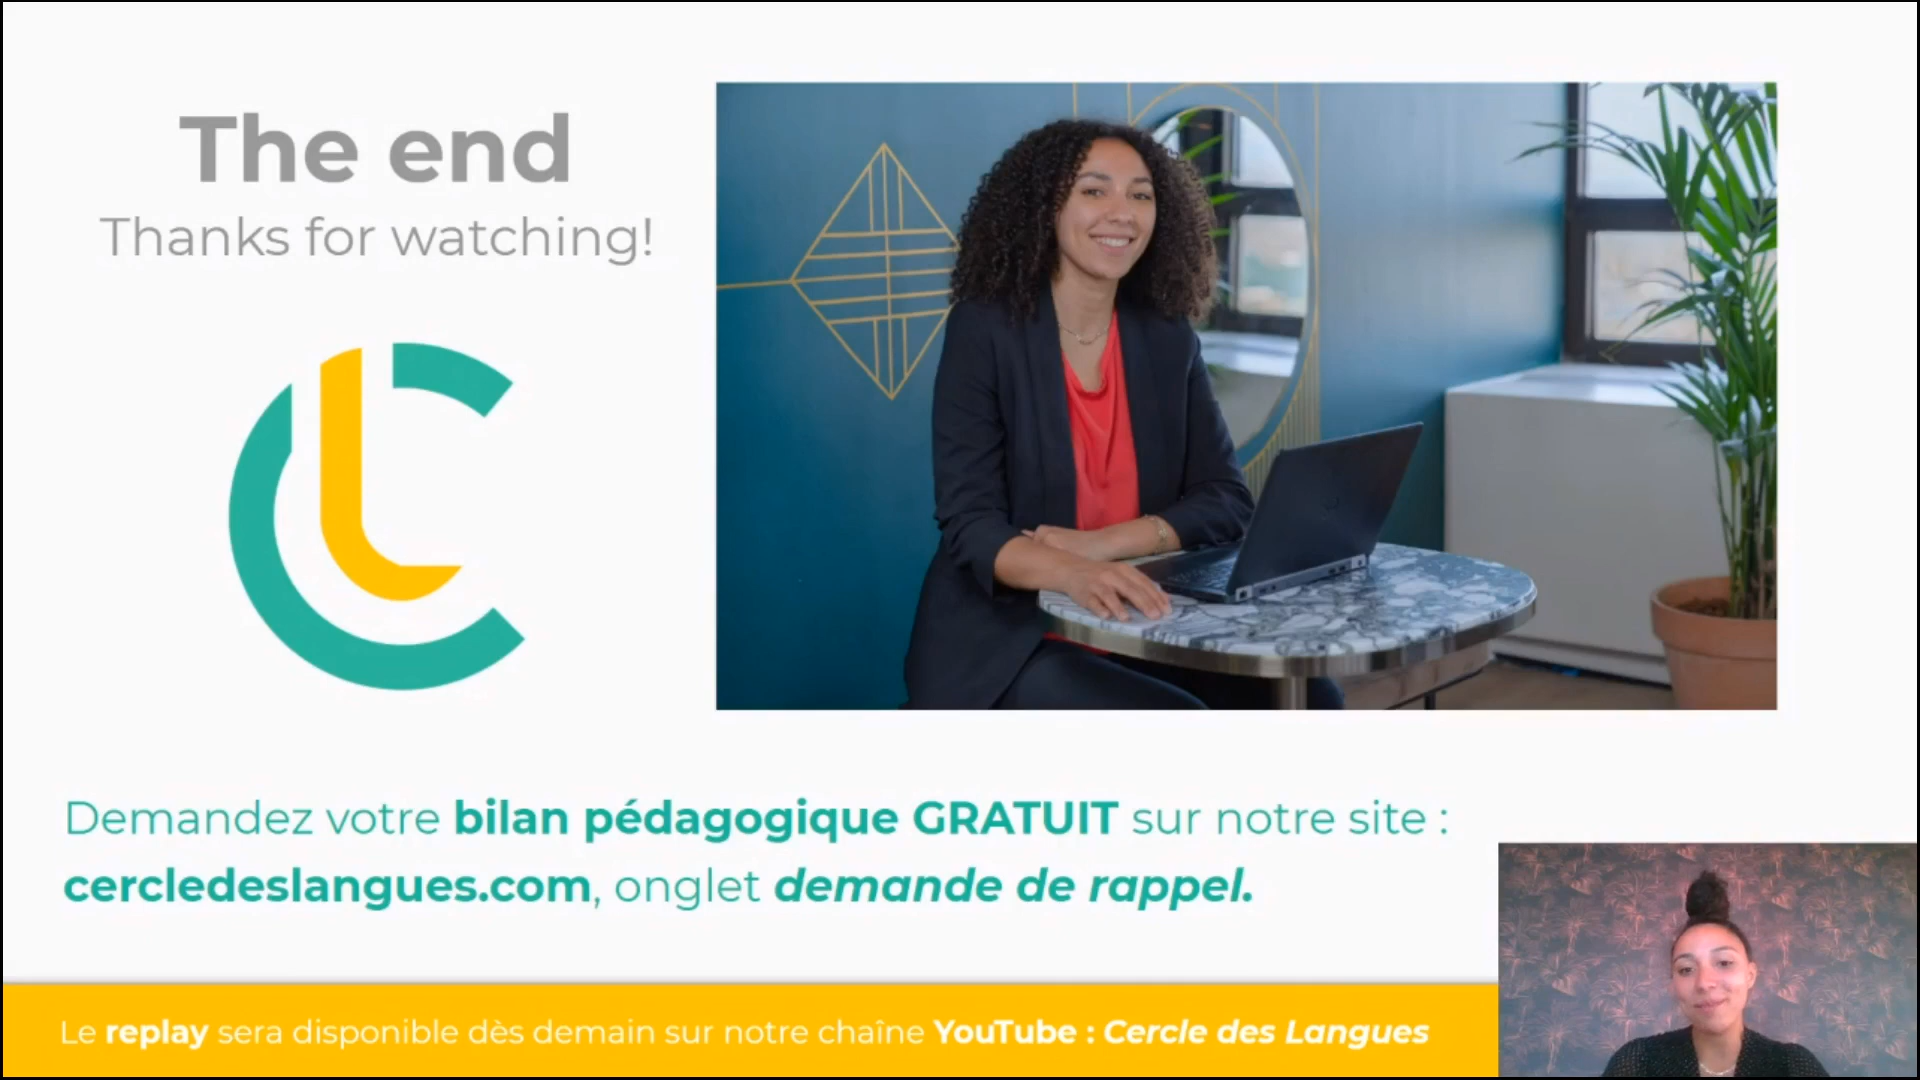 The end
Thanks for watching!
Demandez votre bilan pédagogique GRATUIT sur notre site :
cercledeslangues.com, onglet demande de rappel.
Le replay sera disponible dès demain sur notre chaîne YouTube : Cercle des Langues